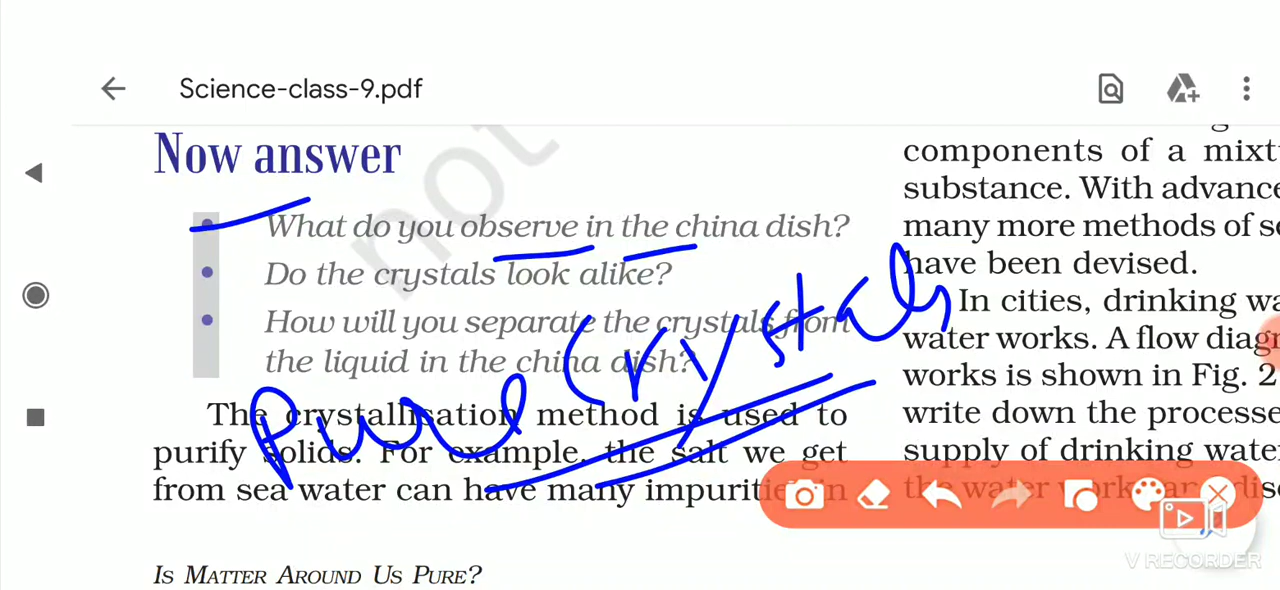 Science-class-9.pdf
Now answer
not
• What do you observe in the china dish?
• Do the crystals look alike?
• How will you separate the crystals from
the liquid in the china dish?
Pure Crystals
The crystallisation method is used to
purify solids. For example, the salt we get
from sea water can have many impurities in
IS MATTER AROUND US PURE?
components of a mixt
substance. With advance
many more methods of se
have been devised.
In cities, drinking wa
water works. A flow diag
works is shown in Fig. 2
write down the processe
supply of drinking wate
the water work
V RECORDER